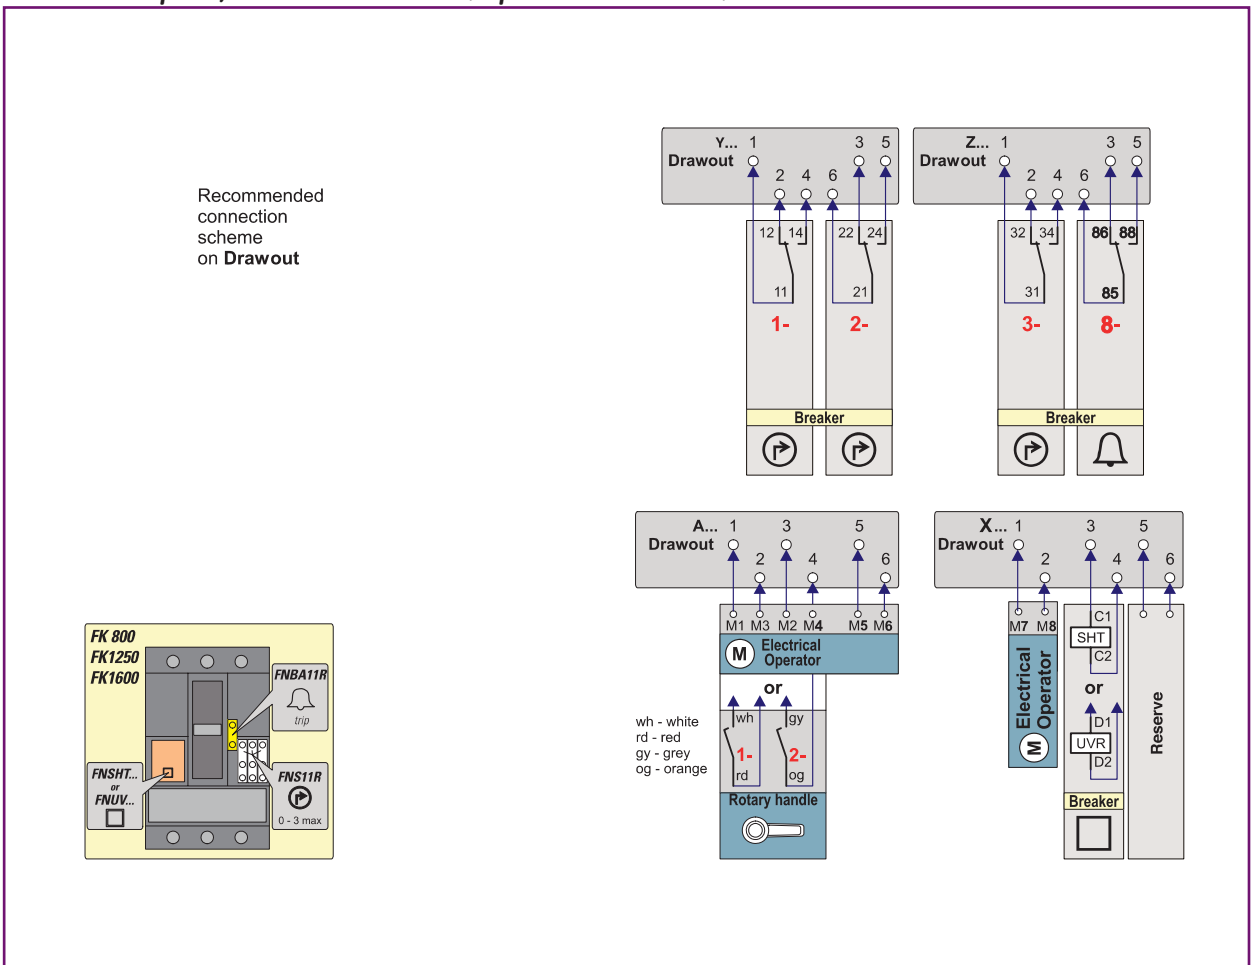 Recommended
connection
scheme
on Drawout
Y... 1 3 5
Drawout
2 4 6
12 14 22 24
11 21
1- 2-
Breaker
Z... 1 3 5
Drawout
2 4 6
32 34 86 88
31 85
3- 8-
Breaker
A... 1 3 5
Drawout
2 4 6
M1 M3 M2 M4 M5 M6
M Electrical
Operator
or
wh gy
1- 2-
rd og
Rotary handle
wh - white
rd - red
gy - grey
og - orange
X... 1 3 5
Drawout
2 4 6
M7 M8
Electrical
Operator
M
C1
SHT
C2
or
D1
UVR
D2
Breaker
Reserve
FK 800
FK1250
FK1600
FNBA11R
trip
FNSHT...
or
FNUV...
FNS11R
0 - 3 max